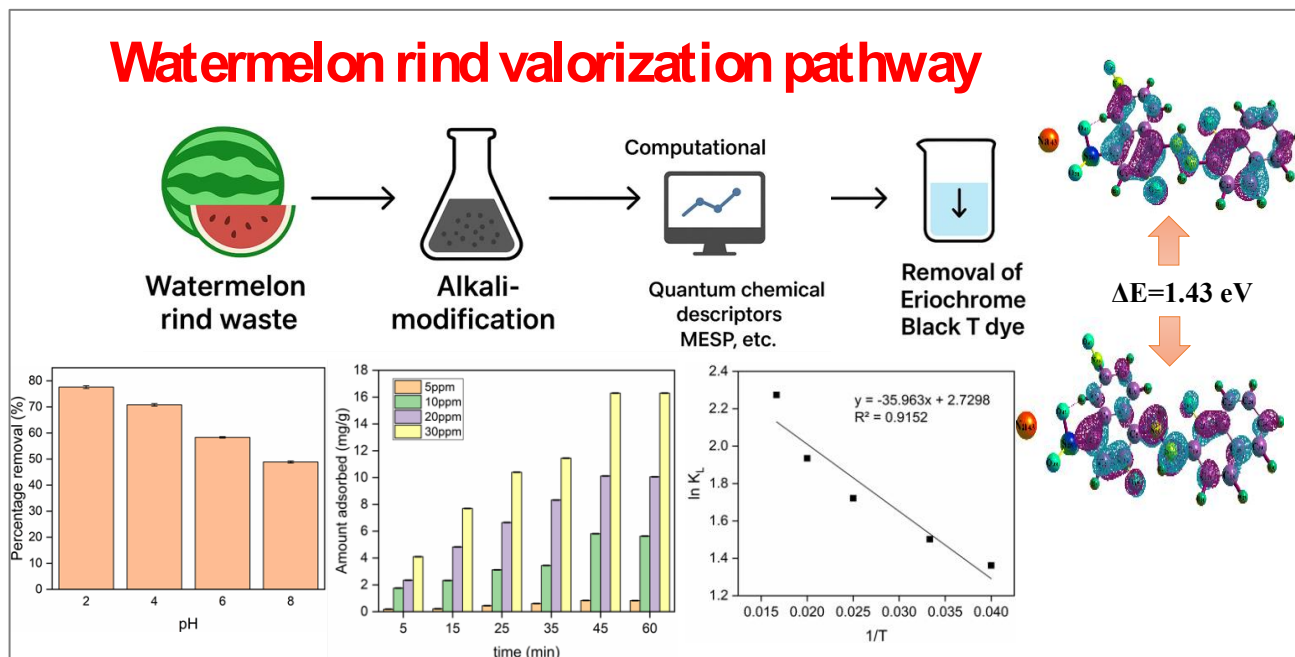 Watermelon rind valorization pathway
Watermelon
rind waste
Alkali-
modification
Computational
Quantum chemical
descriptors
MESP, etc.
Removal of
Eriochrome
Black T dye
ΔE=1.43 eV
Percentage removal (%)
80
70
60
50
40
30
20
10
0
2 4 6 8
pH
Amount adsorbed (mg/g)
18
16
14
12
10
8
6
4
2
0
5ppm
10ppm
20ppm
30ppm
5 15 25 35 45 60
time (min)
ln KL
2.4
2.2
2.0
1.8
1.6
1.4
1.2
y = -35.963x + 2.7298
R² = 0.9152
0.015 0.020 0.025 0.030 0.035 0.040
1/T